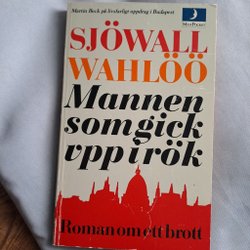 Martin Beck på livsfarligt uppdrag i Budapest
SJÖWALL
WAHLÖÖ
Mannen
som gick
upp i rök
Roman om ett brott